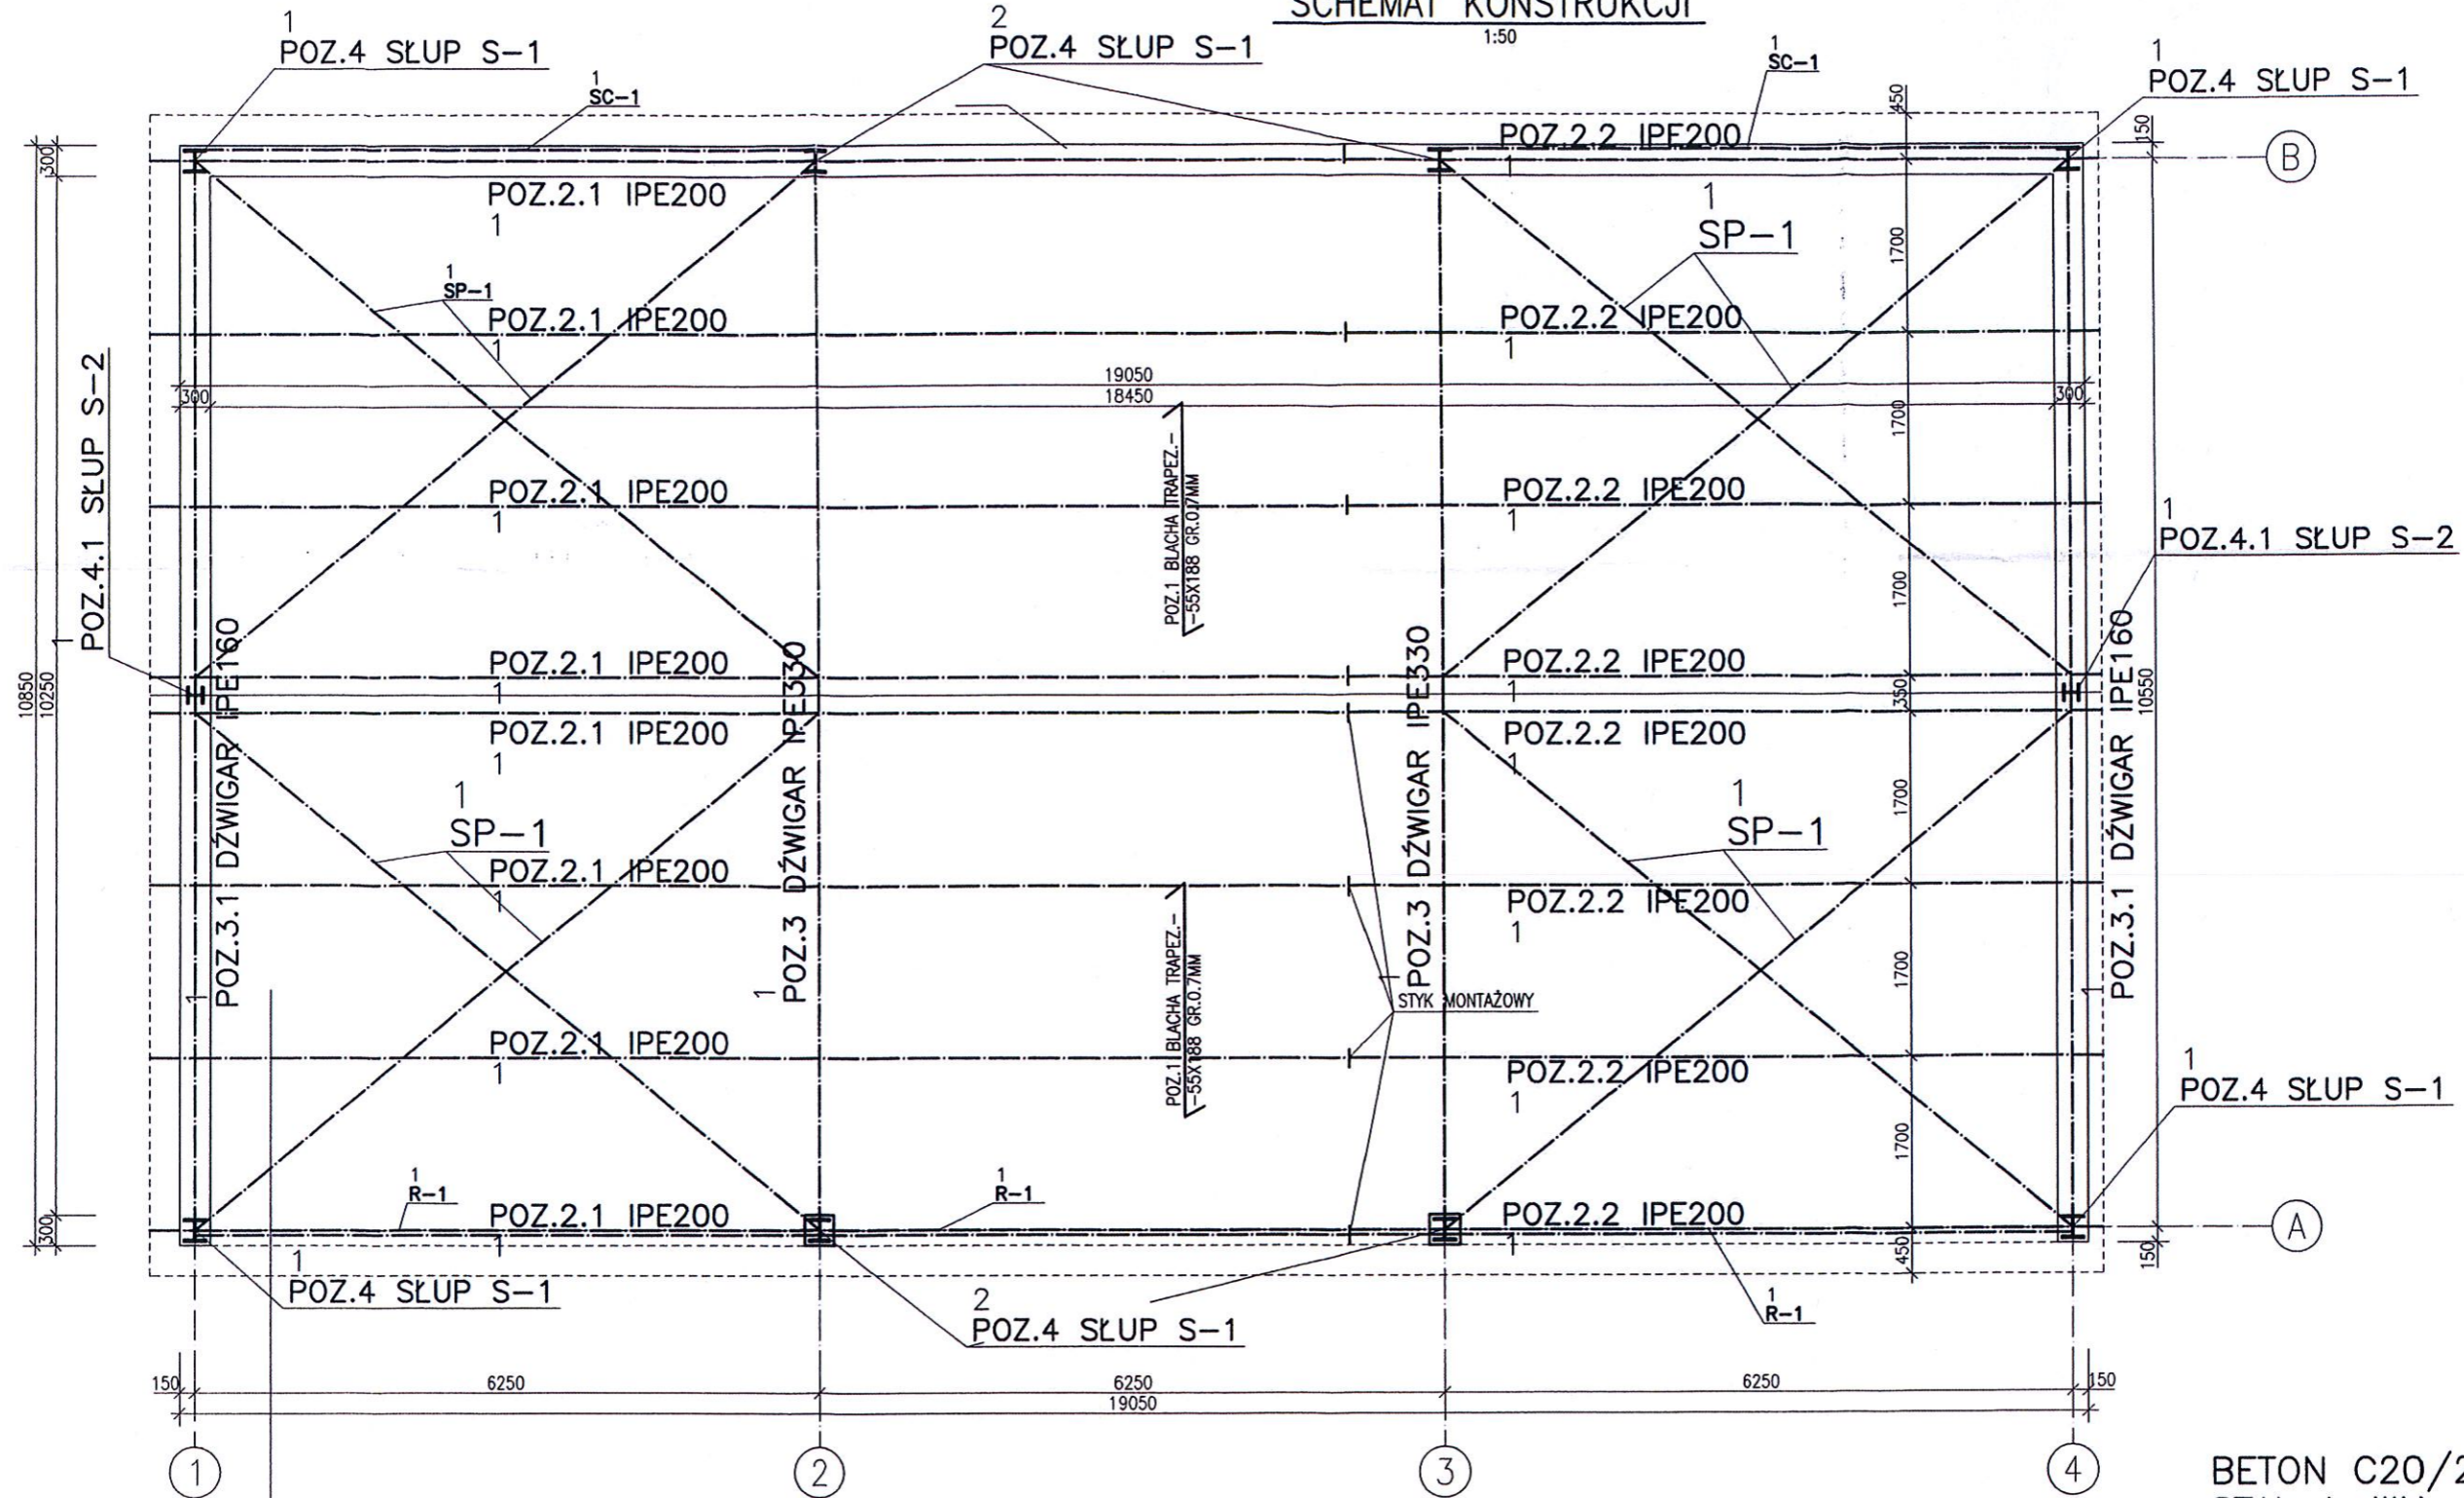 SCHEMAT KONSTRUKCJI
1:50
1
POZ.4 SŁUP S-1
2
POZ.4 SŁUP S-1
1
SC-1
1
POZ.4 SŁUP S-1
1
SC-1
450
150
300
POZ.2.2 IPE200
1
B
POZ.2.1 IPE200
1
1
SP-1
1700
1
SP-1
POZ.2.1 IPE200
1
POZ.2.2 IPE200
1
19050
300
18450
300
1700
POZ.4.1 SŁUP S-2
1
POZ.2.1 IPE200
1
POZ.2.2 IPE200
1
POZ.1 BLACHA TRAPEZ.-
-55X188 GR.0.7MM
1
POZ.4.1 SŁUP S-2
1700
POZ.2.1 IPE200
1
POZ.2.2 IPE200
1
350
10850
10250
10550
POZ.2.1 IPE200
1
POZ.2.2 IPE200
1
POZ.3.1 DŹWIGAR IPE160
1
POZ.3 DŹWIGAR IPE330
1
POZ.3 DŹWIGAR IPE330
1
POZ.3.1 DŹWIGAR IPE160
1
1
SP-1
1
SP-1
1700
POZ.2.1 IPE200
1
POZ.2.2 IPE200
1
POZ.1 BLACHA TRAPEZ.-
-55X188 GR.0.7MM
1700
STYK MONTAŻOWY
POZ.2.1 IPE200
1
POZ.2.2 IPE200
1
1
POZ.4 SŁUP S-1
1700
1
R-1
1
R-1
300
POZ.2.1 IPE200
1
POZ.2.2 IPE200
1
A
450
150
1
POZ.4 SŁUP S-1
2
POZ.4 SŁUP S-1
1
R-1
150
6250
6250
6250
150
19050
1
2
3
4
BETON C20/2